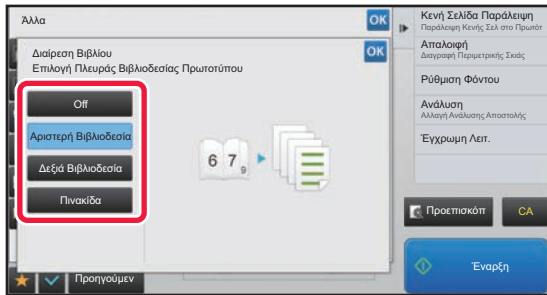 Άλλα
OK
Διαίρεση Βιβλίου
Επιλογή Πλευράς Βιβλιοδεσίας Πρωτοτύπου
OK
Off
Αριστερή Βιβλιοδεσία
Δεξιά Βιβλιοδεσία
Πινακίδα
6 7
9
Προηγούμεν
Κενή Σελίδα Παράλειψη
Παράλειψη Κενής Σελ στο Πρωτότ
Απαλοιφή
Διαγραφή Περιμετρικής Σκιάς
Ρύθμιση Φόντου
Ανάλυση
Αλλαγή Ανάλυσης Αποστολής
Έγχρωμη Λειτ.
Προεπισκόπ
CA
Έναρξη